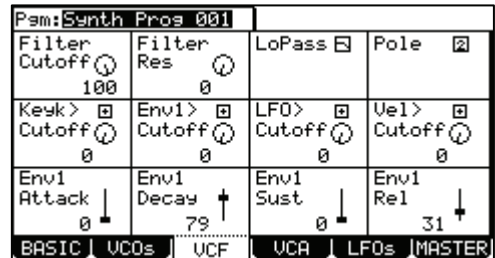 Pgm:Synth Prog 001
Filter Filter LoPass Pole 2
Cutoff Res
100 0
Keyk> + Env1> + LFO> + Vel> +
Cutoff Cutoff Cutoff Cutoff
0 0 0 0
Env1 Env1 Env1 Env1
Attack Decay Sust Rel
0 79 0 31
BASIC VCOs VCF VCA LFOs MASTER